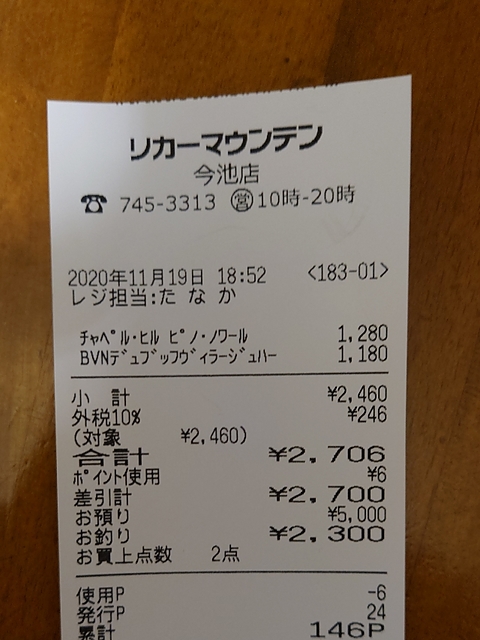 リカーマウンテン
今池店
☎ 745-3313 ㊂10時-20時
2020年11月19日 18:52 <183-01>
レジ担当:た な か
ﾁｬﾍﾟﾙ・ﾋﾙ ﾋﾟﾉ・ﾉﾜｰﾙ 1,280
BVNﾃﾞｭﾌﾞｯﾌｳﾞｨﾗｰｼﾞｭﾊｰ 1,180
小 計 ¥2,460
外税10% ¥246
(対象 ¥2,460)
合計 ¥2,706
ﾎﾟｲﾝﾄ使用 ¥6
差引計 ¥2,700
お預り ¥5,000
お釣り ¥2,300
お買上点数 2点
使用P -6
発行P 24
累計 146P